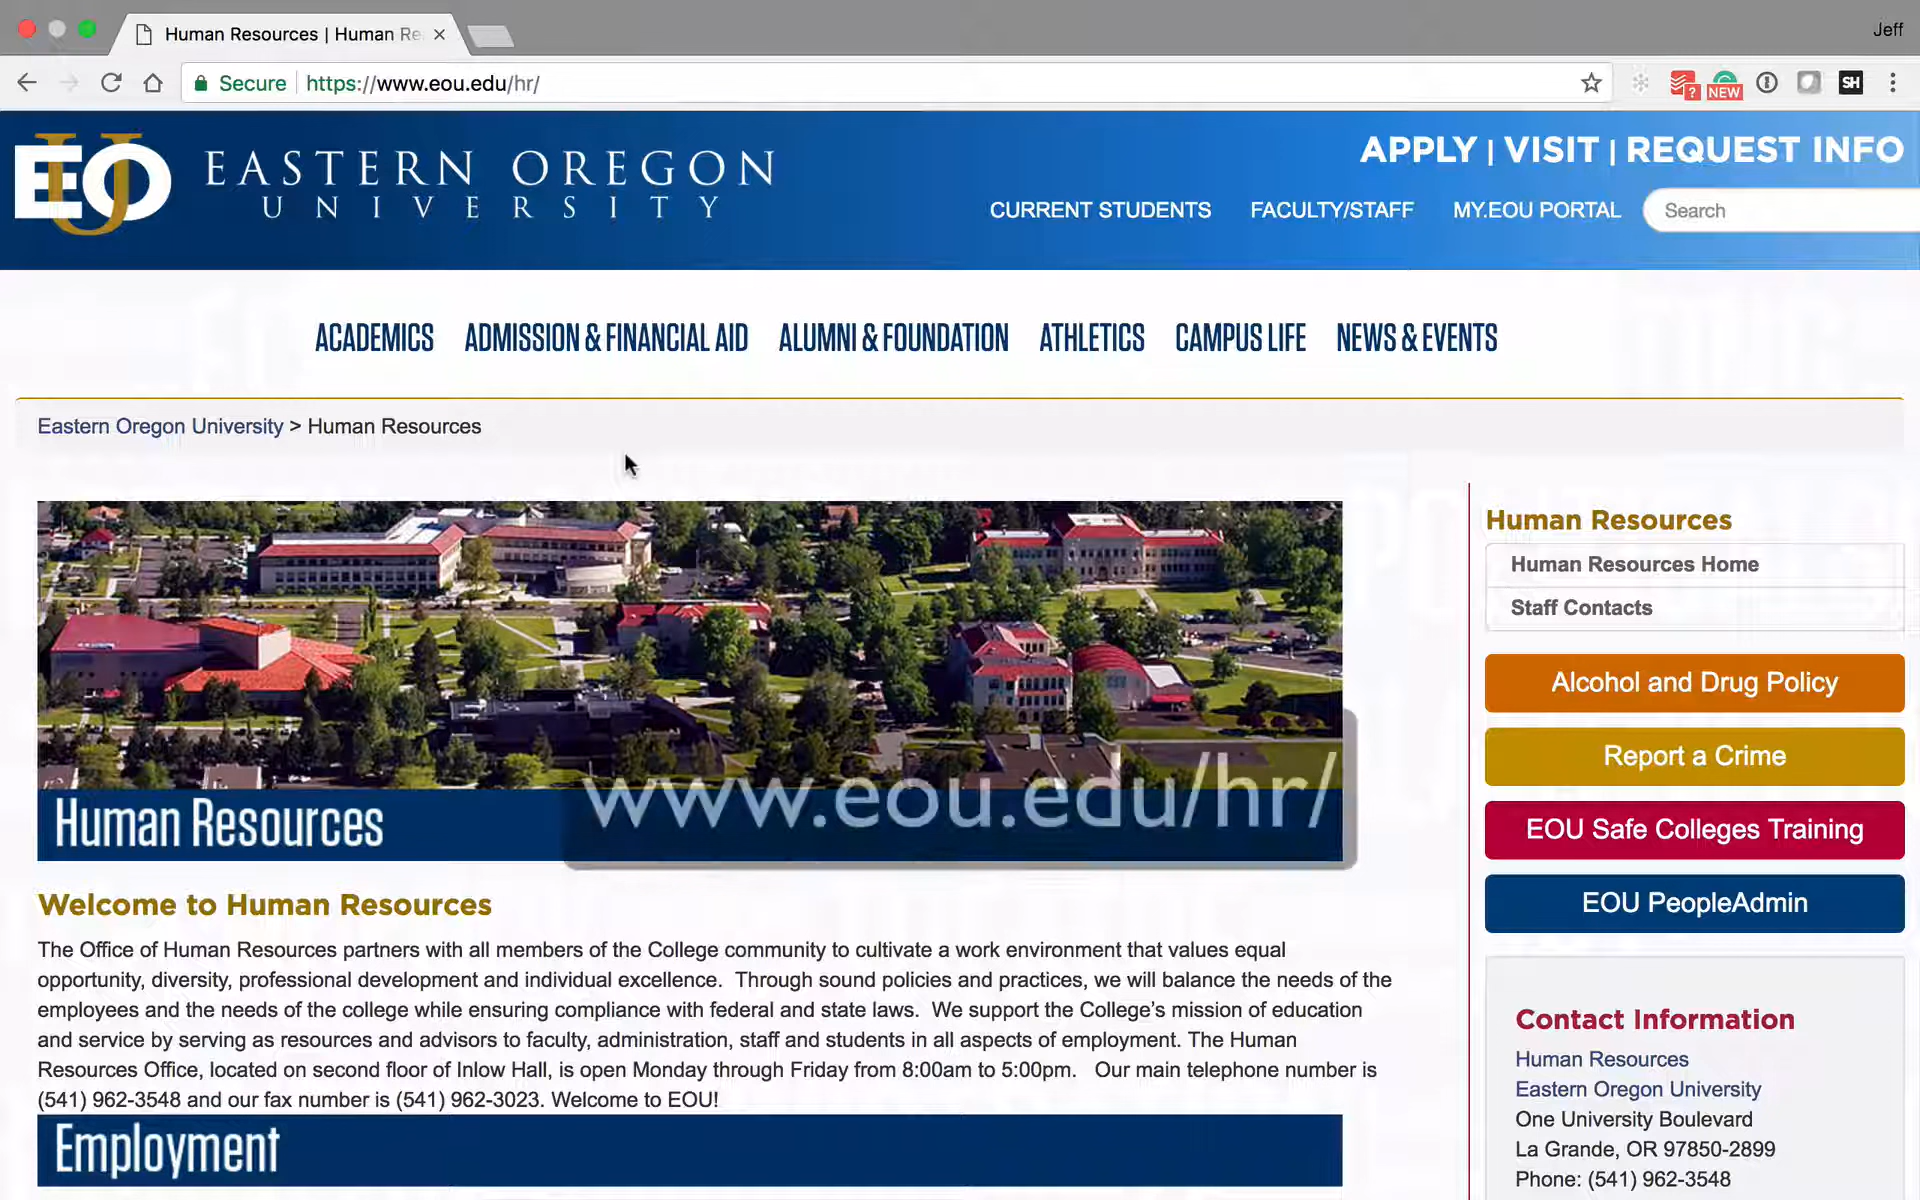 Human Resources | Human Re
Jeff
Secure
https://www.eou.edu/hr/
NEW
SH
EOU
EASTERN OREGON
UNIVERSITY
APPLY | VISIT | REQUEST INFO
CURRENT STUDENTS FACULTY/STAFF MY.EOU PORTAL
Search
ACADEMICS ADMISSION & FINANCIAL AID ALUMNI & FOUNDATION ATHLETICS CAMPUS LIFE NEWS & EVENTS
Eastern Oregon University > Human Resources
www.eou.edu/hr/
Human Resources
Welcome to Human Resources
The Office of Human Resources partners with all members of the College community to cultivate a work environment that values equal
opportunity, diversity, professional development and individual excellence. Through sound policies and practices, we will balance the needs of the
employees and the needs of the college while ensuring compliance with federal and state laws. We support the College's mission of education
and service by serving as resources and advisors to faculty, administration, staff and students in all aspects of employment. The Human
Resources Office, located on second floor of Inlow Hall, is open Monday through Friday from 8:00am to 5:00pm. Our main telephone number is
(541) 962-3548 and our fax number is (541) 962-3023. Welcome to EOU!
Employment
Human Resources
Human Resources Home
Staff Contacts
Alcohol and Drug Policy
Report a Crime
EOU Safe Colleges Training
EOU PeopleAdmin
Contact Information
Human Resources
Eastern Oregon University
One University Boulevard
La Grande, OR 97850-2899
Phone: (541) 962-3548